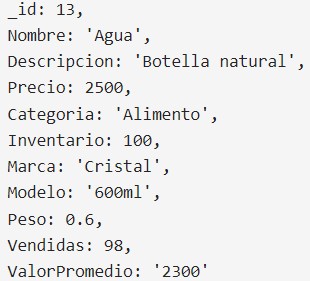 _id: 13,
Nombre: 'Agua',
Descripcion: 'Botella natural',
Precio: 2500,
Categoria: 'Alimento',
Inventario: 100,
Marca: 'Cristal',
Modelo: '600ml',
Peso: 0.6,
Vendidas: 98,
ValorPromedio: '2300'